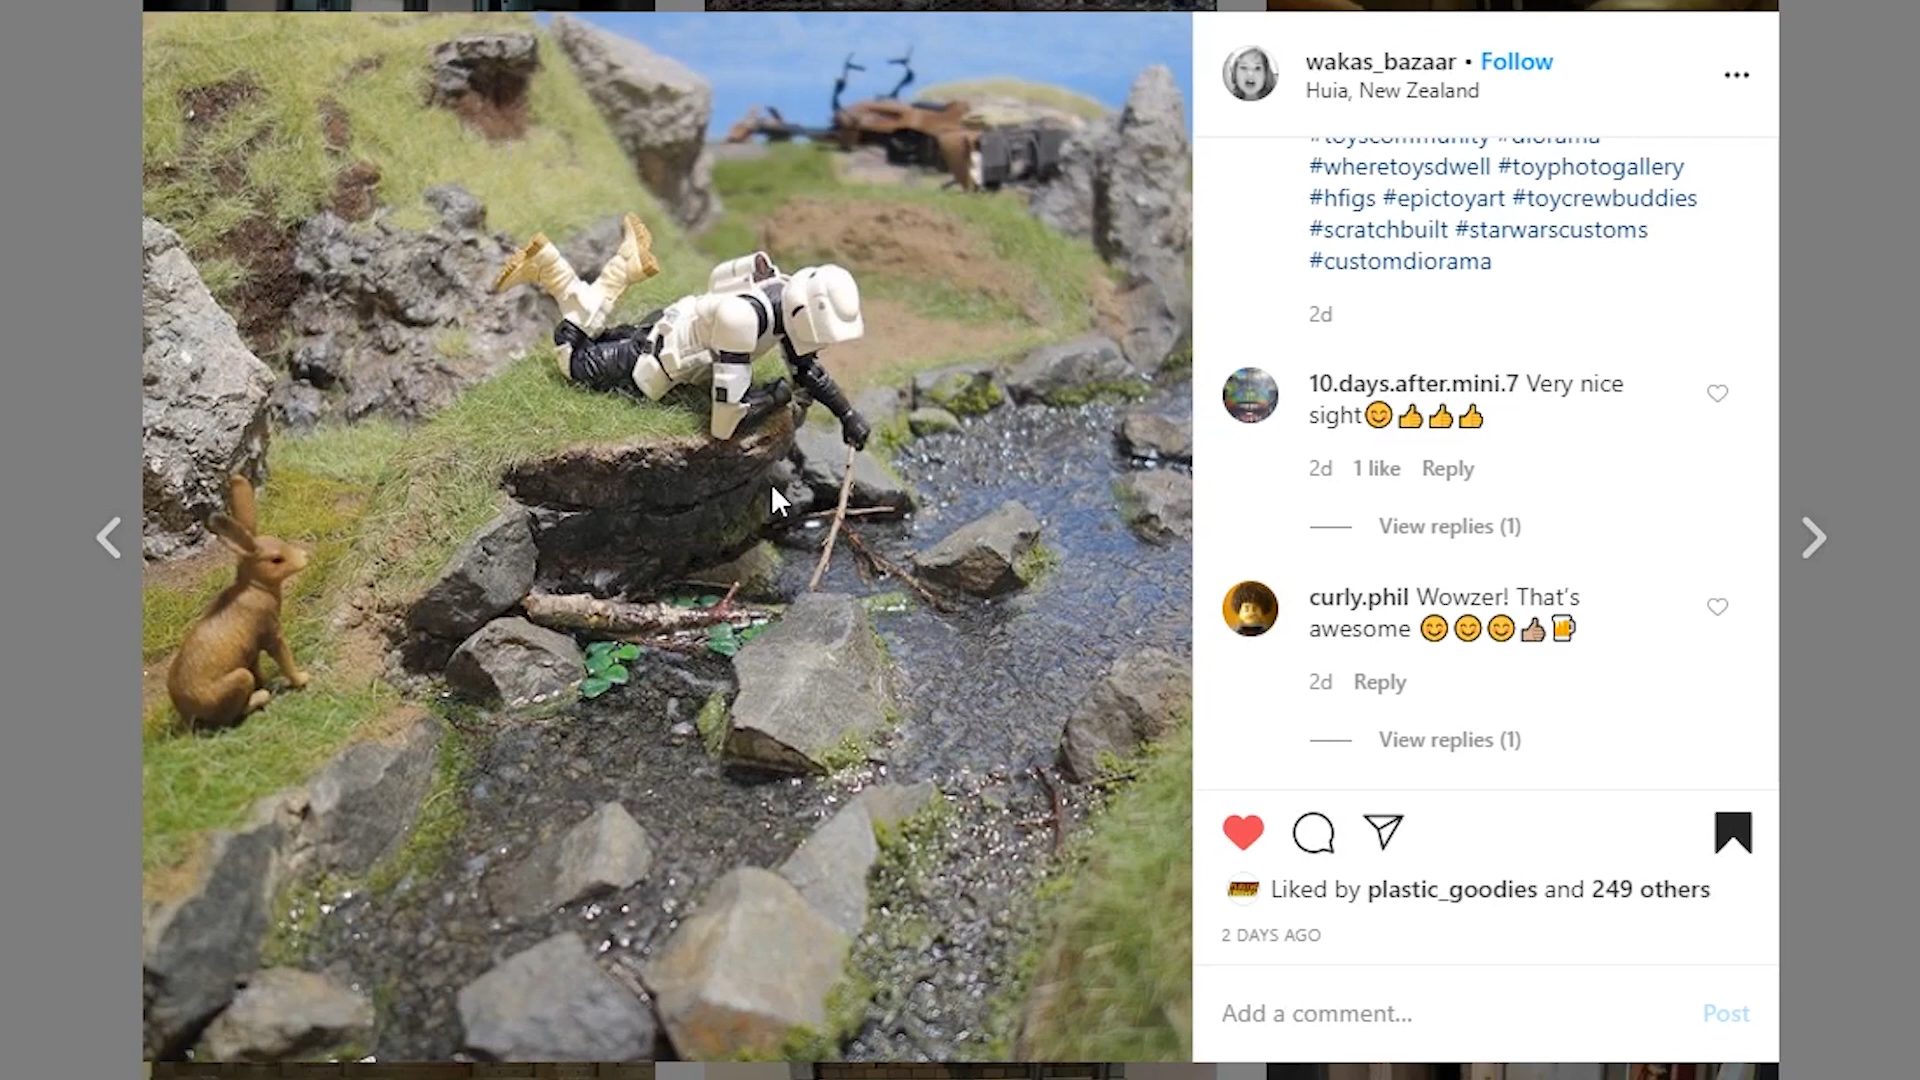 wakas_bazaar • Follow
Huia, New Zealand
#toyscommunity #diorama
#wheretoysdwell #toyphotogallery
#hfigs #epictoyart #toycrewbuddies
#scratchbuilt #starwarscustoms
#customdiorama
2d
10.days.after.mini.7 Very nice
sight😊👍👍👍
2d 1 like Reply
View replies (1)
curly.phil Wowzer! That's
awesome 😊😊😊👍🏽🍺
2d Reply
View replies (1)
Liked by plastic_goodies and 249 others
2 DAYS AGO
Add a comment... Post